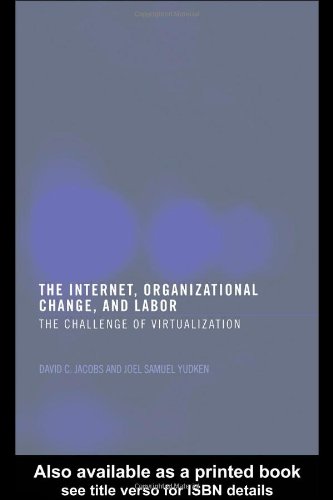 THE INTERNET, ORGANIZATIONAL
CHANGE, AND LABOR
THE CHALLENGE OF VIRTUALIZATION
DAVID C. JACOBS AND JOEL SAMUEL YUDKEN
Also available as a printed book
see title verso for ISBN details